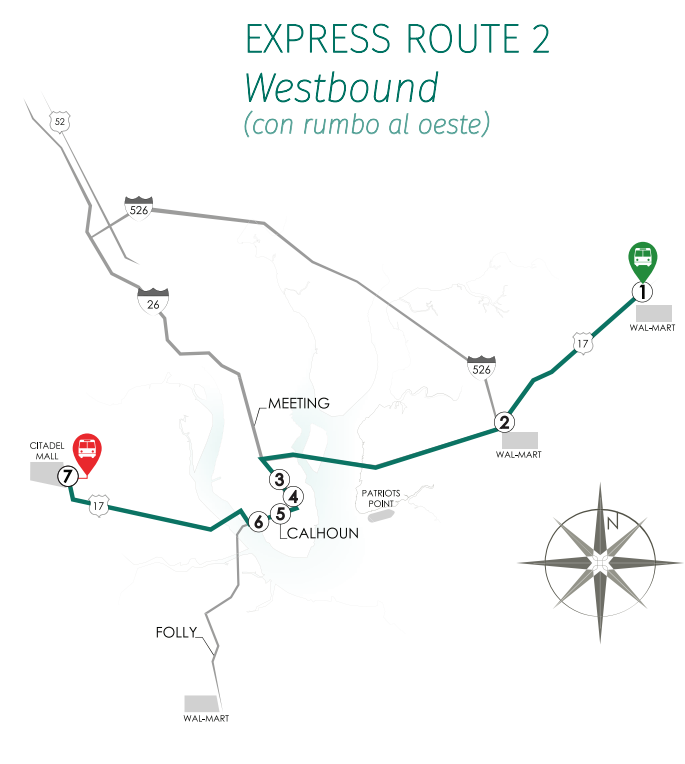 EXPRESS ROUTE 2
Westbound
(con rumbo al oeste)
52
526
26
1
WAL-MART
17
526
MEETING
2
WAL-MART
CITADEL
MALL
7
17
3
4
5
6
CALHOUN
PATRIOTS
POINT
N
FOLLY
WAL-MART